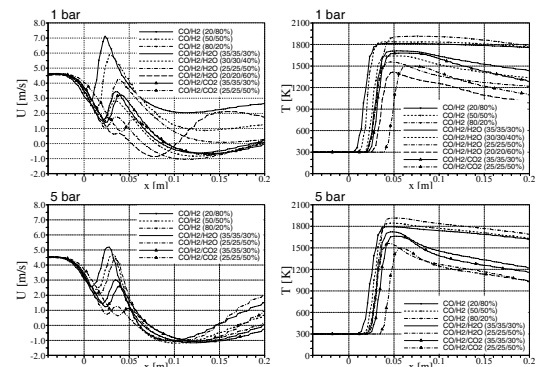 1 bar
8.0
7.0
6.0
5.0
4.0
3.0
2.0
1.0
0.0
-1.0
-2.0
U [m/s]
CO/H2 (20/80%)
CO/H2 (50/50%)
CO/H2 (80/20%)
CO/H2/H2O (35/35/30%)
CO/H2/H2O (30/30/40%)
CO/H2/H2O (25/25/50%)
CO/H2/H2O (20/20/60%)
CO/H2/CO2 (35/35/30%)
CO/H2/CO2 (25/25/50%)
0 0.05 0.1 0.15 0.2
x [m]
1 bar
2100
1800
1500
1200
900
600
300
0
T [K]
CO/H2 (20/80%)
CO/H2 (50/50%)
CO/H2 (80/20%)
CO/H2/H2O (35/35/30%)
CO/H2/H2O (30/30/40%)
CO/H2/H2O (25/25/50%)
CO/H2/H2O (20/20/60%)
CO/H2/CO2 (35/35/30%)
CO/H2/CO2 (25/25/50%)
0 0.05 0.1 0.15 0.2
x [m]
5 bar
8.0
7.0
6.0
5.0
4.0
3.0
2.0
1.0
0.0
-1.0
-2.0
U [m/s]
CO/H2 (20/80%)
CO/H2 (50/50%)
CO/H2 (80/20%)
CO/H2/H2O (35/35/30%)
CO/H2/H2O (25/25/50%)
CO/H2/CO2 (35/35/30%)
CO/H2/CO2 (25/25/50%)
0 0.05 0.1 0.15 0.2
x [m]
5 bar
2100
1800
1500
1200
900
600
300
0
T [K]
CO/H2 (20/80%)
CO/H2 (50/50%)
CO/H2 (80/20%)
CO/H2/H2O (35/35/30%)
CO/H2/H2O (25/25/50%)
CO/H2/CO2 (35/35/30%)
CO/H2/CO2 (25/25/50%)
0 0.05 0.1 0.15 0.2
x [m]